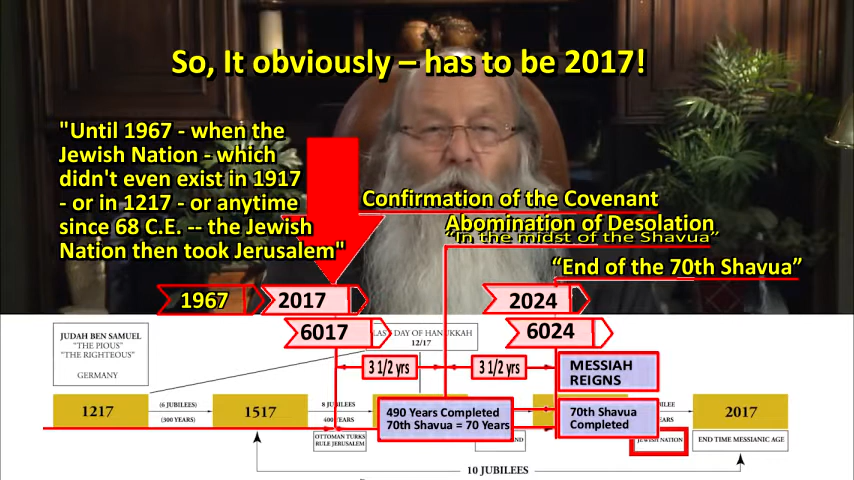 So, It obviously – has to be 2017!
"Until 1967 - when the
Jewish Nation - which
didn't even exist in 1917
- or in 1217 - or anytime
since 68 C.E. -- the Jewish
Nation then took Jerusalem"
Confirmation of the Covenant
Abomination of Desolation
“In the midst of the Shavua”
“End of the 70th Shavua”
1967
2017
2024
6017
6024
JUDAH BEN SAMUEL
"THE PIOUS"
"THE RIGHTEOUS"
GERMANY
LAST DAY OF HANUKKAH
12/17
3 1/2 yrs
3 1/2 yrs
MESSIAH
REIGNS
1217
(6 JUBILEES)
(300 YEARS)
1517
8 JUBILEES
400 YEARS
490 Years Completed
70th Shavua = 70 Years
70th Shavua
Completed
2017
OTTOMAN TURKS
RULE JERUSALEM
JEWISH NATION
END TIME MESSIANIC AGE
10 JUBILEES